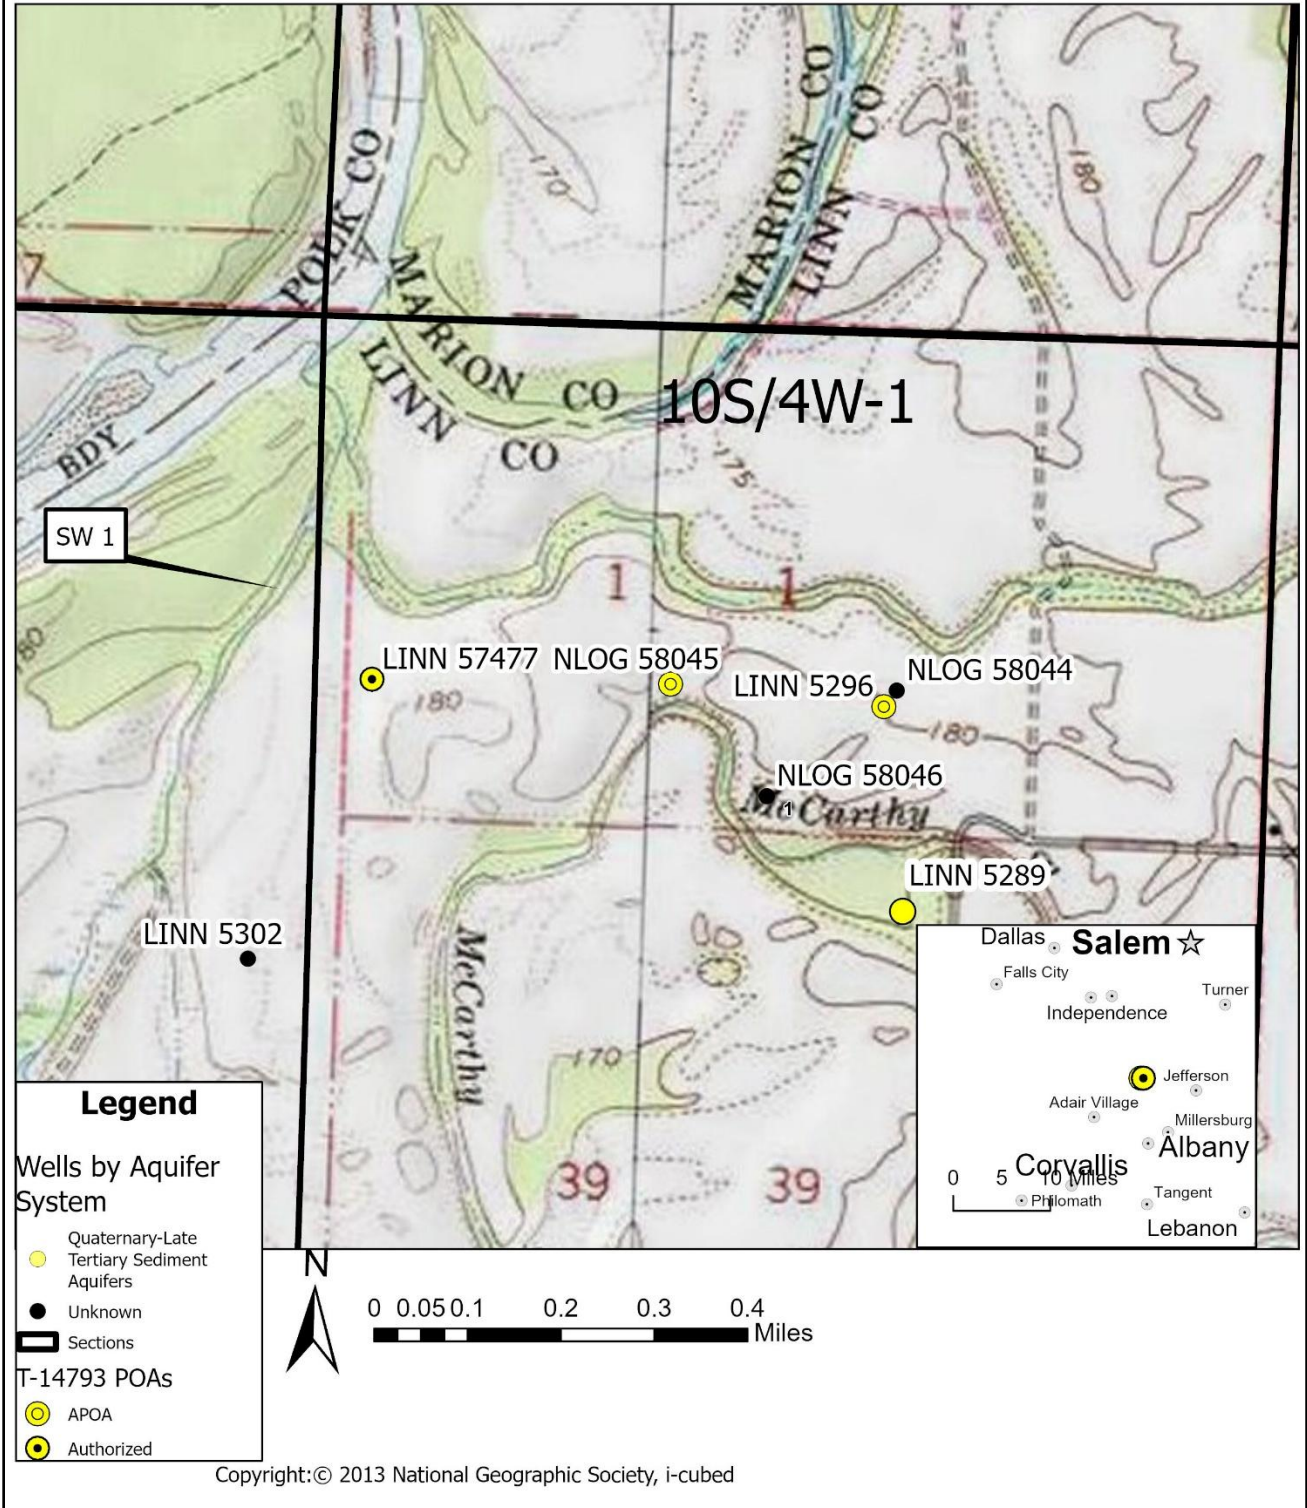 POLK CO
MARION CO
LINN CO
170
180
7
MARION CO
LINN CO
BDY
10S/4W-1
175
SW 1
1
1
180
LINN 57477
NLOG 58045
LINN 5296
NLOG 58044
180
180
NLOG 58046
1
McCarthy
LINN 5289
LINN 5302
McCarthy
170
39
39
Dallas
Salem
Falls City
Independence
Turner
Jefferson
Adair Village
Millersburg
Albany
Corvallis
0 5 10 Miles
Philomath
Tangent
Lebanon
Legend
Wells by Aquifer
System
Quaternary-Late
Tertiary Sediment
Aquifers
Unknown
Sections
T-14793 POAs
APOA
Authorized
N
0 0.05 0.1 0.2 0.3 0.4
Miles
Copyright:© 2013 National Geographic Society, i-cubed